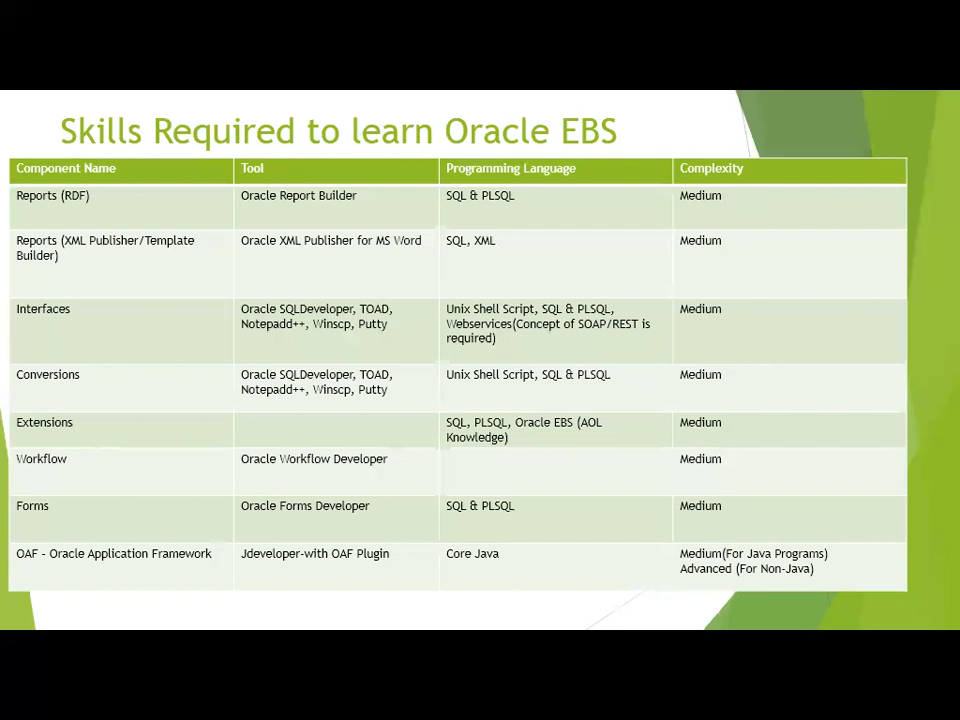 Skills Required to learn Oracle EBS
Component Name Tool Programming Language Complexity
Reports (RDF) Oracle Report Builder SQL & PLSQL Medium
Reports (XML Publisher/Template Oracle XML Publisher for MS Word SQL, XML Medium
Builder)
Interfaces Oracle SQLDeveloper, TOAD, Unix Shell Script, SQL & PLSQL, Medium
Notepad++, Winscp, Putty Webservices(Concept of SOAP/REST is
required)
Conversions Oracle SQLDeveloper, TOAD, Unix Shell Script, SQL & PLSQL Medium
Notepad++, Winscp, Putty
Extensions SQL, PLSQL, Oracle EBS (AOL Medium
Knowledge)
Workflow Oracle Workflow Developer Medium
Forms Oracle Forms Developer SQL & PLSQL Medium
OAF – Oracle Application Framework Jdeveloper-with OAF Plugin Core Java Medium(For Java Programs)
Advanced (For Non-Java)